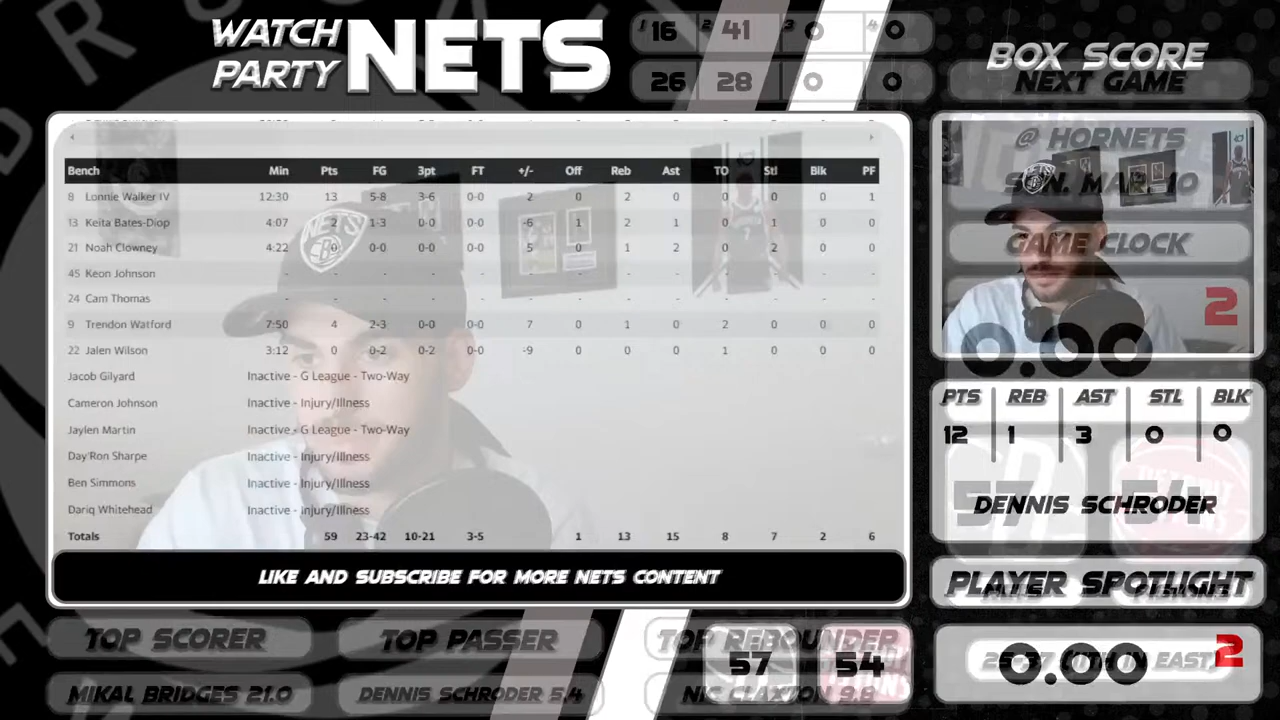 WATCH PARTY NETS
1 16 2 41 3 0 4 0
26 28 0 0
BOX SCORE
NEXT GAME
@ HORNETS
SUN. MAR. 10
GAME CLOCK
2
0.00
Bench Min Pts FG 3pt FT +/- Off Reb Ast TO Stl Blk PF
8 Lonnie Walker IV 12:30 13 5-8 3-6 0-0 2 0 2 0 0 0 0 1
13 Keita Bates-Diop 4:07 2 1-3 0-0 0-0 -6 1 2 1 0 0 0 0
21 Noah Clowney 4:22 0 0-0 0-0 0-0 5 0 1 2 0 2 0 0
45 Keon Johnson - - - - - - - - - - - - -
24 Cam Thomas - - - - - - - - - - - - -
9 Trendon Watford 7:50 4 2-3 0-0 0-0 7 0 1 0 2 0 0 0
22 Jalen Wilson 3:12 0 0-2 0-2 0-0 -9 0 0 0 1 0 0 0
Jacob Gilyard Inactive - G League - Two-Way
Cameron Johnson Inactive - Injury/Illness
Jaylen Martin Inactive - G League - Two-Way
Day'Ron Sharpe Inactive - Injury/Illness
Ben Simmons Inactive - Injury/Illness
Dariq Whitehead Inactive - Injury/Illness
Totals 59 23-42 10-21 3-5 1 13 15 8 7 2 6
PTS REB AST STL BLK
12 1 3 0 0
57 54
DENNIS SCHRODER
PLAYER SPOTLIGHT
LIKE AND SUBSCRIBE FOR MORE NETS CONTENT
TOP SCORER TOP PASSER TOP REBOUNDER
57 54
0.00 2
MIKAL BRIDGES 21.0 DENNIS SCHRODER 5.4 NIC CLAXTON 9.8